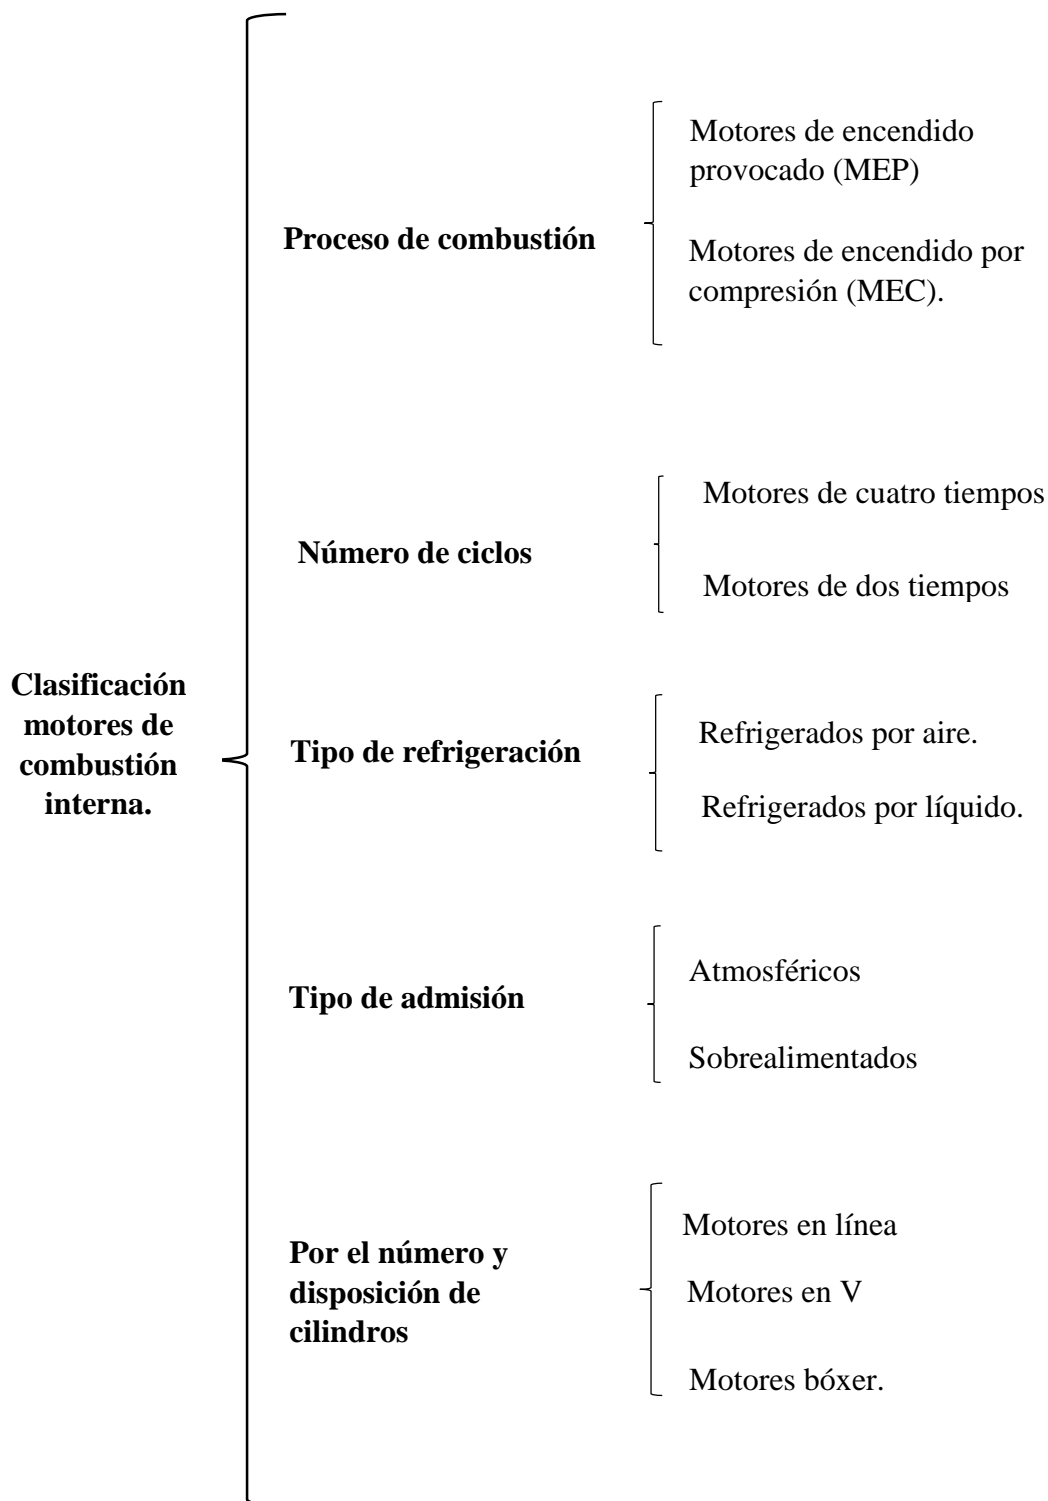 Clasificación
motores de
combustión
interna.
Proceso de combustión
Motores de encendido
provocado (MEP)
Motores de encendido por
compresión (MEC).
Número de ciclos
Motores de cuatro tiempos
Motores de dos tiempos
Tipo de refrigeración
Refrigerados por aire.
Refrigerados por líquido.
Tipo de admisión
Atmosféricos
Sobrealimentados
Por el número y
disposición de
cilindros
Motores en línea
Motores en V
Motores bóxer.